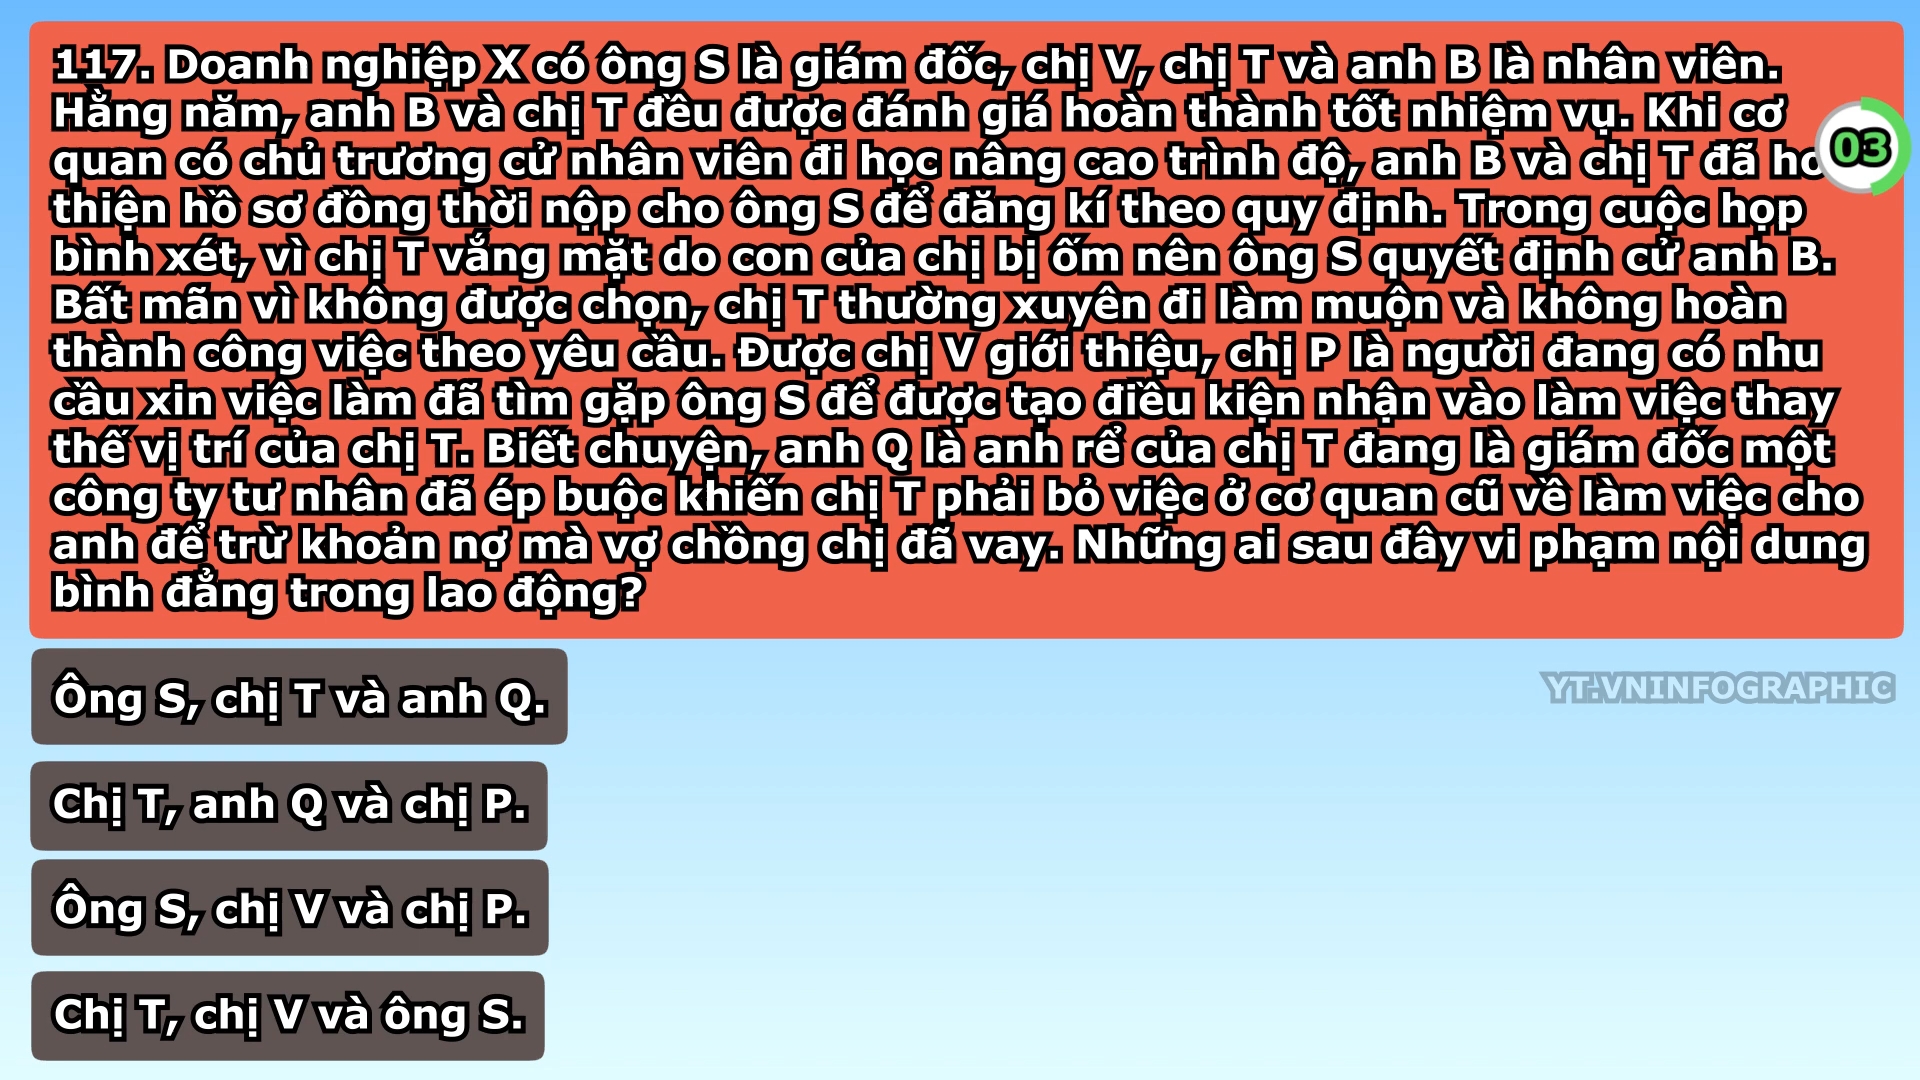 117. Doanh nghiệp X có ông S là giám đốc, chị V, chị T và anh B là nhân viên.
Hằng năm, anh B và chị T đều được đánh giá hoàn thành tốt nhiệm vụ. Khi cơ
quan có chủ trương cử nhân viên đi học nâng cao trình độ, anh B và chị T đã
thiện hồ sơ đồng thời nộp cho ông S để đăng kí theo quy định. Trong cuộc họp
bình xét, vì chị T vắng mặt do con của chị bị ốm nên ông S quyết định cử anh B.
Bất mãn vì không được chọn, chị T thường xuyên đi làm muộn và không hoàn
thành công việc theo yêu cầu. Được chị V giới thiệu, chị P là người đang có nhu
cầu xin việc làm đã tìm gặp ông S để được tạo điều kiện nhận vào làm việc thay
thế vị trí của chị T. Biết chuyện, anh Q là anh rể của chị T đang là giám đốc một
công ty tư nhân đã ép buộc khiến chị T phải bỏ việc ở cơ quan cũ về làm việc cho
anh để trừ khoản nợ mà vợ chồng chị đã vay. Những ai sau đây vi phạm nội dung
bình đẳng trong lao động?
03
Ông S, chị T và anh Q.
YT.VNINFOGRAPHIC
Chị T, anh Q và chị P.
Ông S, chị V và chị P.
Chị T, chị V và ông S.